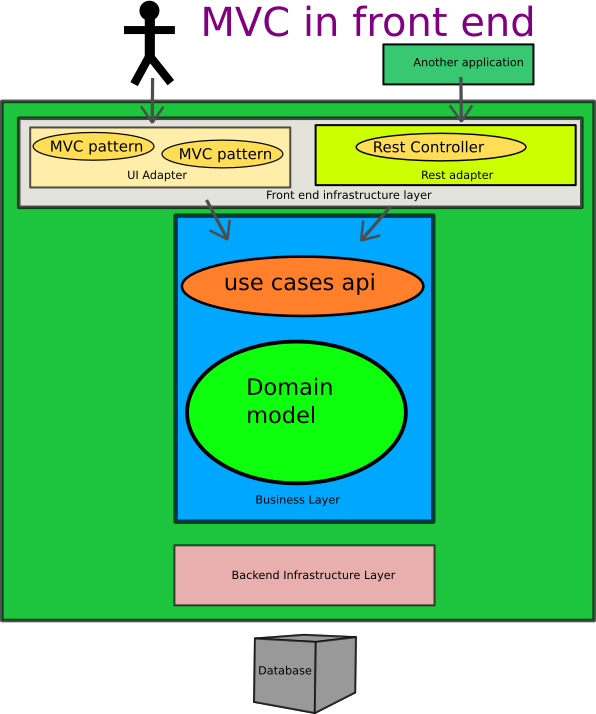 MVC in front end
Another application
MVC pattern
MVC pattern
UI Adapter
Rest Controller
Rest adapter
Front end infrastructure layer
use cases api
Domain
model
Business Layer
Backend Infrastructure Layer
Database